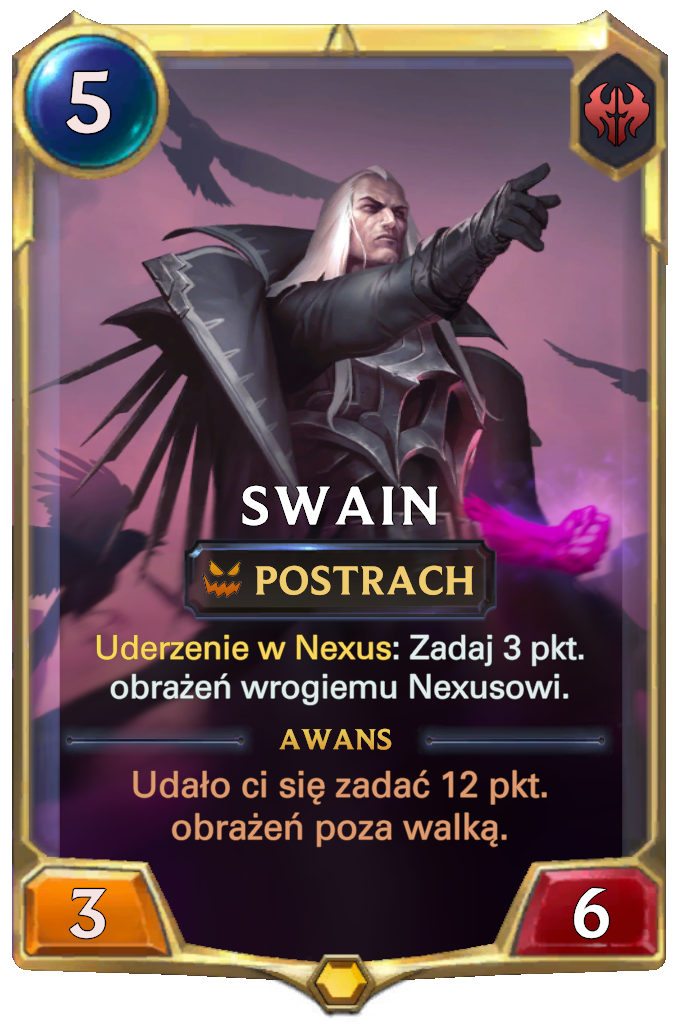 5
SWAIN
POSTRACH
Uderzenie w Nexus: Zadaj 3 pkt.
obrażeń wrogiemu Nexusowi.
AWANS
Udało ci się zadać 12 pkt.
obrażeń poza walką.
3 6